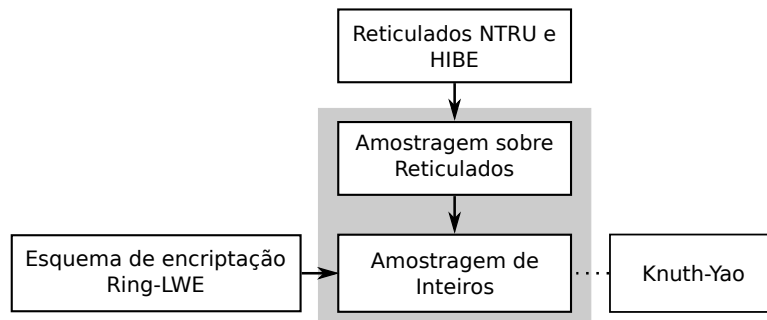 Reticulados NTRU e
HIBE
Amostragem sobre
Reticulados
Esquema de encriptação
Ring-LWE
Amostragem de
Inteiros
Knuth-Yao